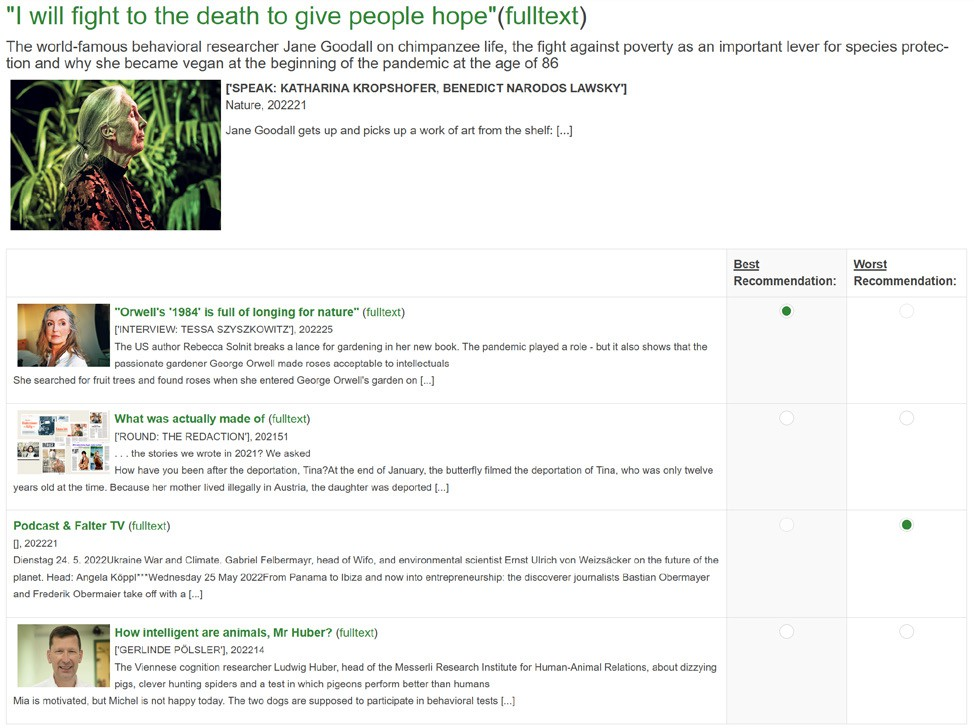 "I will fight to the death to give people hope"(fulltext)
The world-famous behavioral researcher Jane Goodall on chimpanzee life, the fight against poverty as an important lever for species protec-
tion and why she became vegan at the beginning of the pandemic at the age of 86
['SPEAK: KATHARINA KROPSHOFER, BENEDICT NARODOS LAWSKY']
Nature, 202221
Jane Goodall gets up and picks up a work of art from the shelf: [...]
Best
Recommendation:
Worst
Recommendation:
"Orwell's '1984' is full of longing for nature" (fulltext)
['INTERVIEW: TESSA SZYSZKOWITZ'], 202225
The US author Rebecca Solnit breaks a lance for gardening in her new book. The pandemic played a role - but it also shows that the
passionate gardener George Orwell made roses acceptable to intellectuals
She searched for fruit trees and found roses when she entered George Orwell's garden on [...]
What was actually made of (fulltext)
['ROUND: THE REDACTION'], 202151
. . . the stories we wrote in 2021? We asked
How have you been after the deportation, Tina?At the end of January, the butterfly filmed the deportation of Tina, who was only twelve
years old at the time. Because her mother lived illegally in Austria, the daughter was deported [...]
Podcast & Falter TV (fulltext)
[], 202221
Dienstag 24. 5. 2022Ukraine War and Climate. Gabriel Felbermayr, head of Wifo, and environmental scientist Ernst Ulrich von Weizsäcker on the future of the
planet. Head: Angela Köppl***Wednesday 25 May 2022From Panama to Ibiza and now into entrepreneurship: the disccverer journalists Bastian Obermayer
and Frederik Obermaier take off with a [...]
How intelligent are animals, Mr Huber? (fulltext)
['GERLINDE PÖLSLER'], 202214
The Viennese cognition researcher Ludwig Huber, head of the Messerli Research Institute for Human-Animal Relations, about dizzying
pigs, clever hunting spiders and a test in which pigeons perform better than humans
Mia is motivated, but Michel is not happy today. The two dogs are supposed to participate in behavioral tests [...]